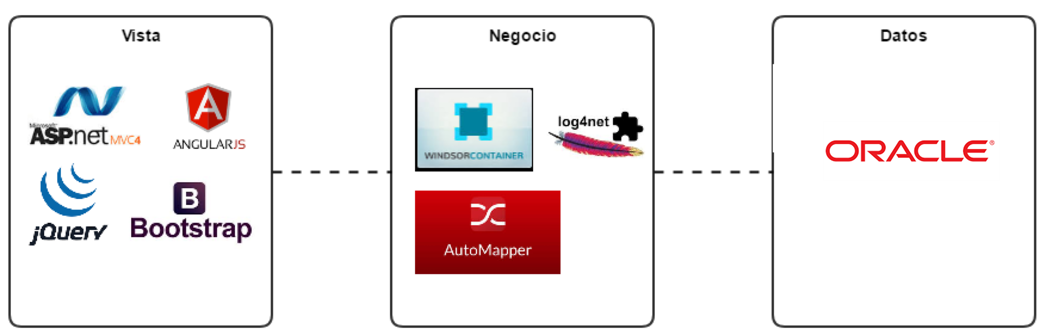 Vista
Microsoft
ASP.net MVC4
ANGULARJS
jQuery
B
Bootstrap
Negocio
WINDSORCONTAINER
log4net
AutoMapper
Datos
ORACLE®